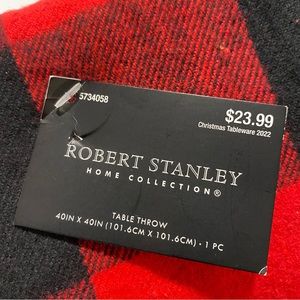 5734058
$23.99
Christmas Tableware 2022
ROBERT STANLEY
HOME COLLECTION®
TABLE THROW
40IN X 40IN (101.6CM X 101.6CM) - 1 PC